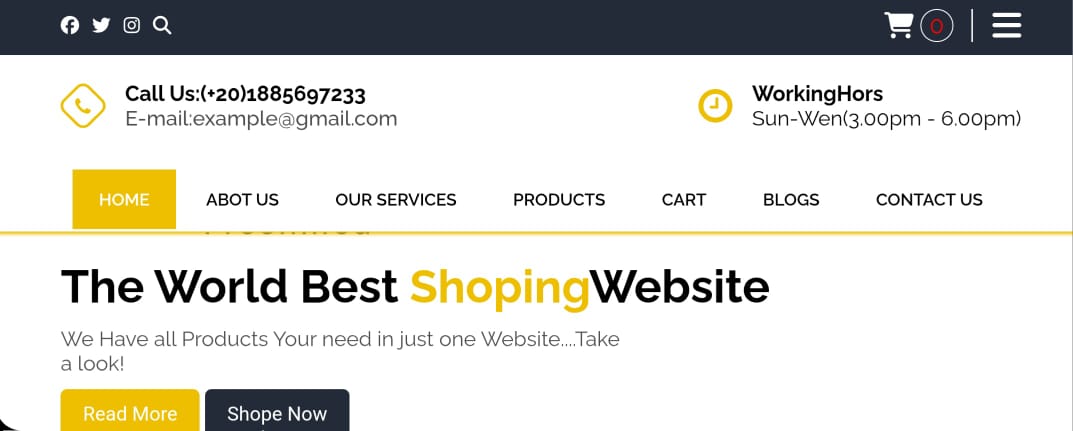 0
Call Us:(+20)1885697233
E-mail:example@gmail.com
WorkingHors
Sun-Wen(3.00pm - 6.00pm)
HOME ABOT US OUR SERVICES PRODUCTS CART BLOGS CONTACT US
The World Best ShopingWebsite
We Have all Products Your need in just one Website....Take
a look!
Read More Shope Now